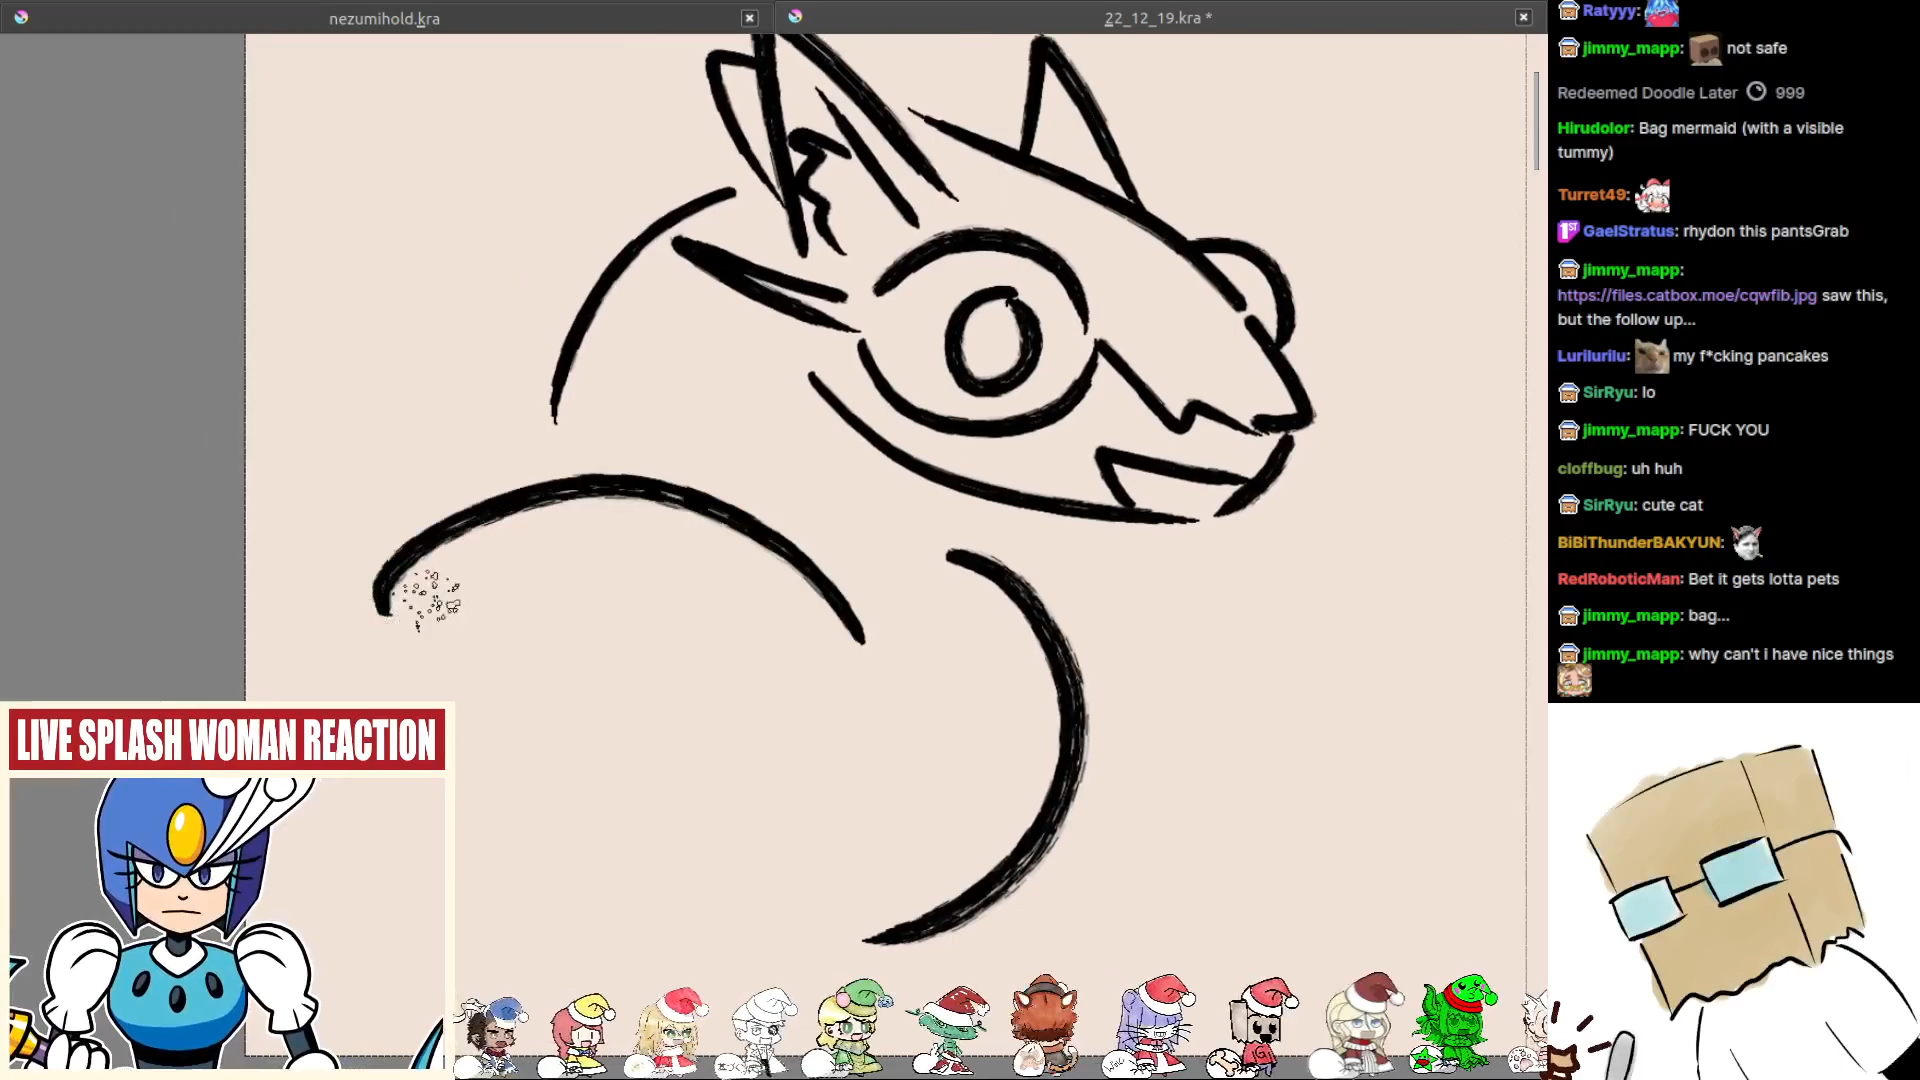 nezumihold.kra
22_12_19.kra *
Ratyyy:
jimmy_mapp: not safe
Redeemed Doodle Later 999
Hirudolor: Bag mermaid (with a visible
tummy)
Turret49:
1ST GaelStratus: rhydon this pantsGrab
jimmy_mapp:
https://files.catbox.moe/cqwfib.jpg saw this,
but the follow up...
Lurilurilu: my f*cking pancakes
SirRyu: lo
jimmy_mapp: FUCK YOU
cloffbug: uh huh
SirRyu: cute cat
BiBiThunderBAKYUN:
RedRoboticMan: Bet it gets lotta pets
jimmy_mapp: bag...
jimmy_mapp: why can't i have nice things
LIVE SPLASH WOMAN REACTION